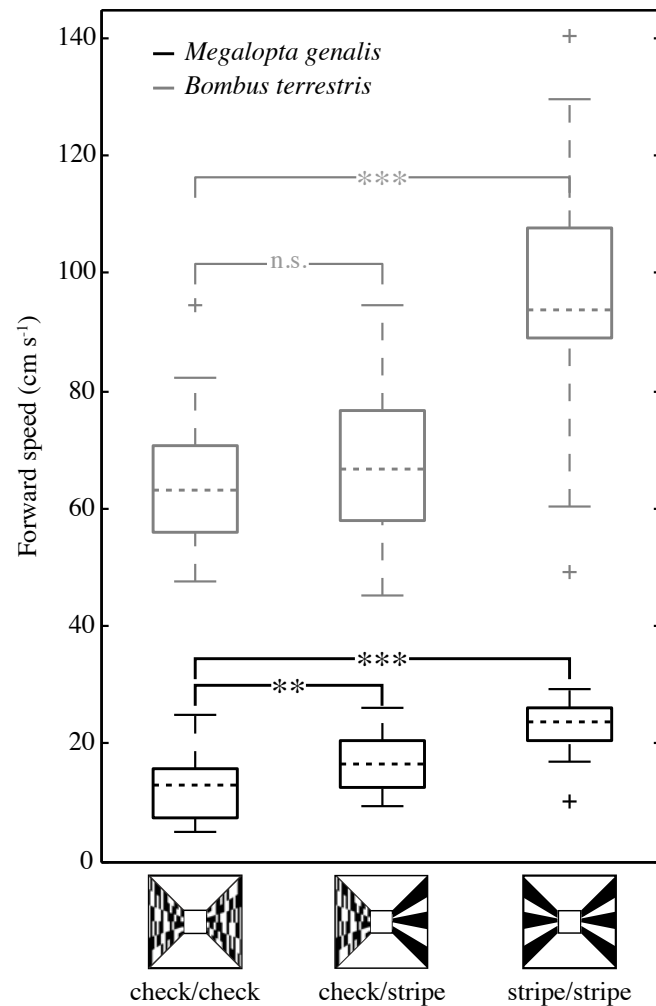 140
Megalopta genalis
Bombus terrestris
120
***
100
n.s.
80
Forward speed (cm s⁻¹)
60
40
***
**
20
0
check/check
check/stripe
stripe/stripe